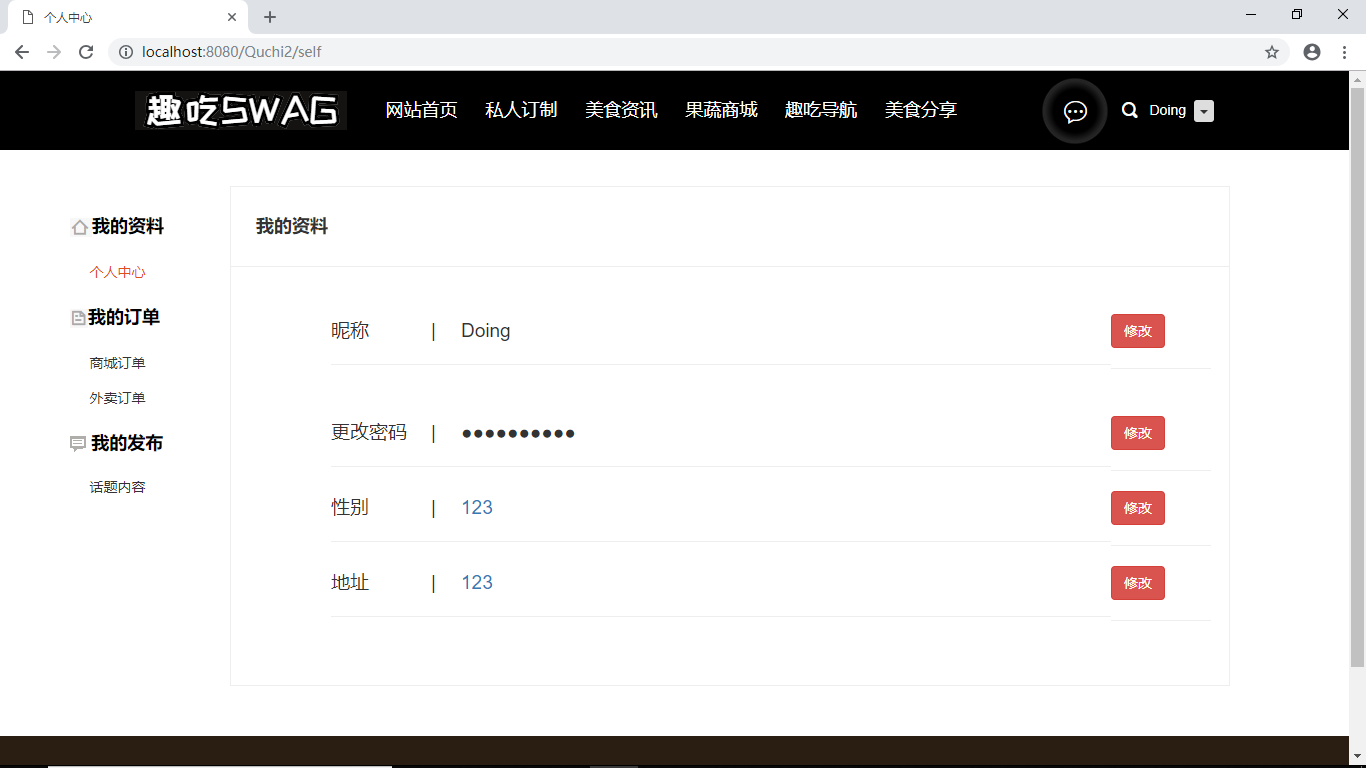 个人中心
localhost:8080/Quchi2/self
趣吃SWAG 网站首页 私人订制 美食资讯 果蔬商城 趣吃导航 美食分享 Doing
我的资料
个人中心
我的订单
商城订单
外卖订单
我的发布
话题内容
我的资料
昵称 | Doing 修改
更改密码 | ●●●●●●●●●● 修改
性别 | 123 修改
地址 | 123 修改